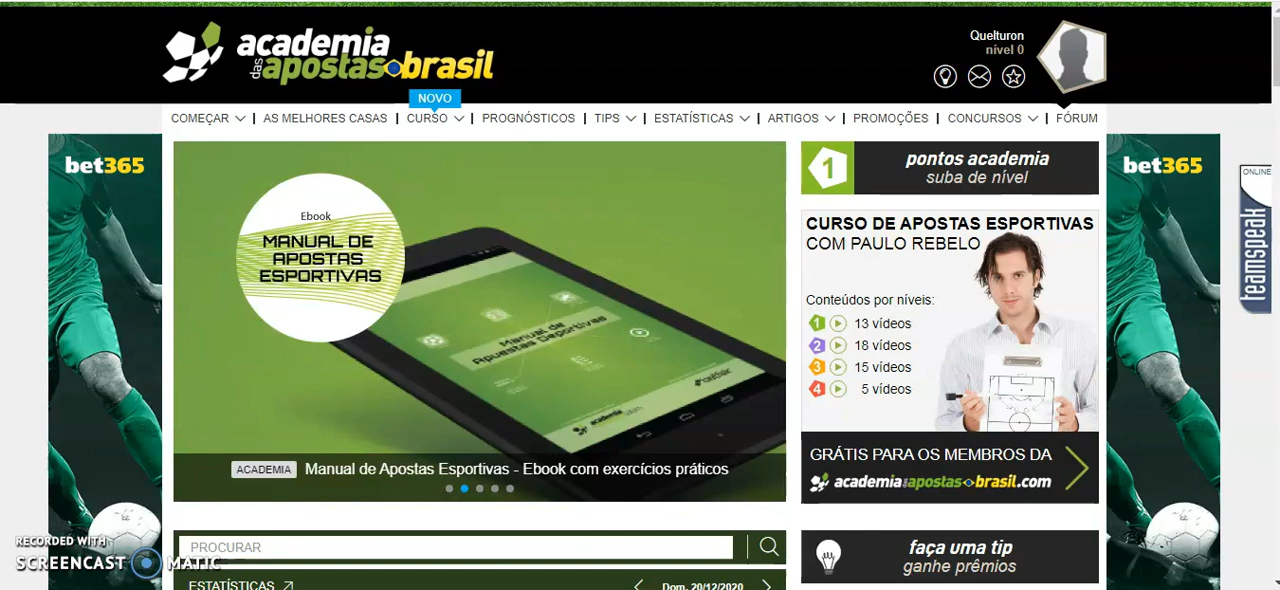 academia
das apostas brasil
Quelturon
nível 0
NOVO
COMEÇAR | AS MELHORES CASAS | CURSO | PROGNÓSTICOS | TIPS | ESTATÍSTICAS | ARTIGOS | PROMOÇÕES | CONCURSOS | FÓRUM
bet365
Ebook
MANUAL DE
APOSTAS
ESPORTIVAS
Manual de
Apuestas Deportivas
academia
ACADEMIA Manual de Apostas Esportivas - Ebook com exercícios práticos
1 pontos academia
suba de nível
CURSO DE APOSTAS ESPORTIVAS
COM PAULO REBELO
Conteúdos por níveis:
1 13 vídeos
2 18 vídeos
3 15 vídeos
4 5 vídeos
GRÁTIS PARA OS MEMBROS DA
academia das apostas brasil.com
bet365
ONLINE
teamspeak
PROCURAR
ESTATÍSTICAS
Dom, 20/12/2020
faça uma tip
ganhe prêmios
RECORDED WITH
SCREENCAST MATIC